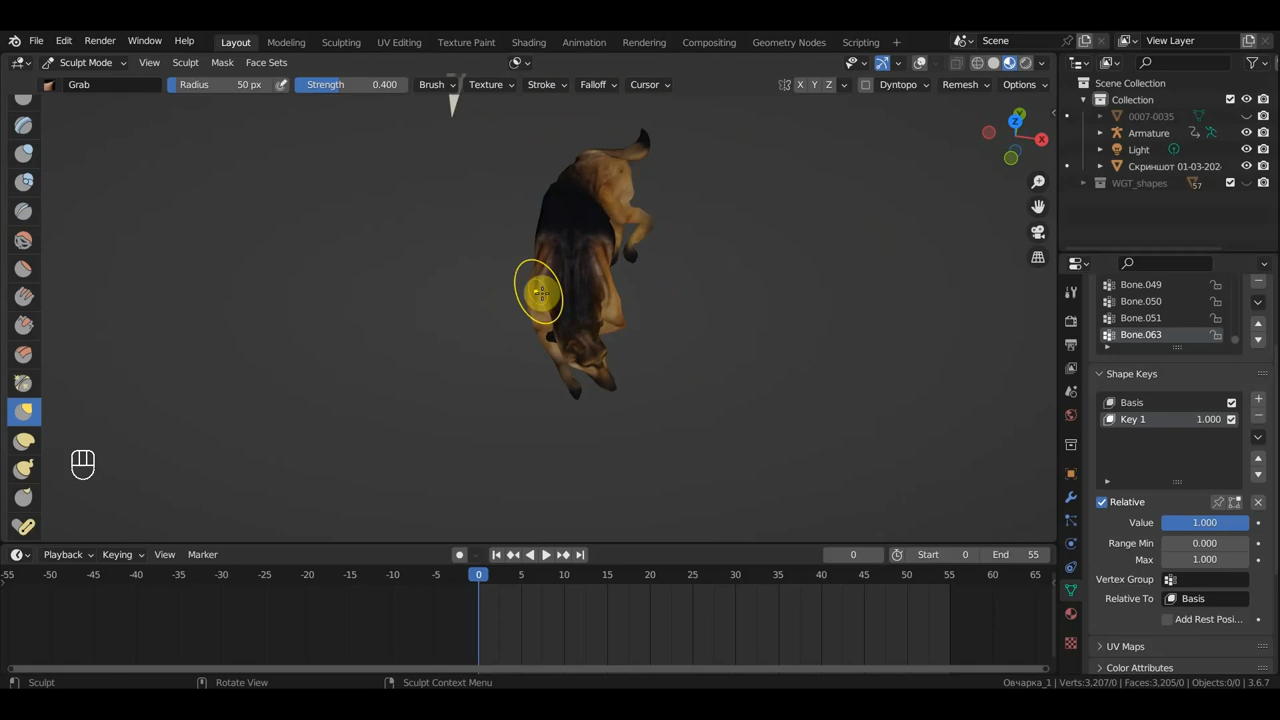 File Edit Render Window Help Layout Modeling Sculpting UV Editing Texture Paint Shading Animation Rendering Compositing Geometry Nodes Scripting + Scene View Layer
Sculpt Mode View Sculpt Mask Face Sets
Grab Radius 50 px Strength 0.400 Brush Texture Stroke Falloff Cursor X Y Z Dyntopo Remesh Options
Scene Collection
Collection
0007-0035
Armature
Light
Скриншот 01-03-202
WGT_shapes 57
Z
Y
X
Bone.049
Bone.050
Bone.051
Bone.063
Shape Keys
Basis
Key 1 1.000
Relative
Value 1.000
Range Min 0.000
Max 1.000
Vertex Group
Relative To Basis
Add Rest Posi...
UV Maps
Color Attributes
Playback Keying View Marker 0 Start 0 End 55
-55 -50 -45 -40 -35 -30 -25 -20 -15 -10 -5 0 5 10 15 20 25 30 35 40 45 50 55 60 65
Sculpt Rotate View Sculpt Context Menu Овчарка_1 | Verts:3,207/0 | Faces:3,205/0 | Objects:0/0 | 3.6.7